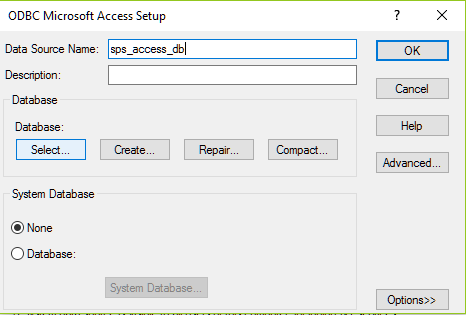 ODBC Microsoft Access Setup
?
Data Source Name: sps_access_db
OK
Description:
Cancel
Database
Database:
Help
Select... Create... Repair... Compact...
Advanced...
System Database
None
Database:
System Database...
Options>>